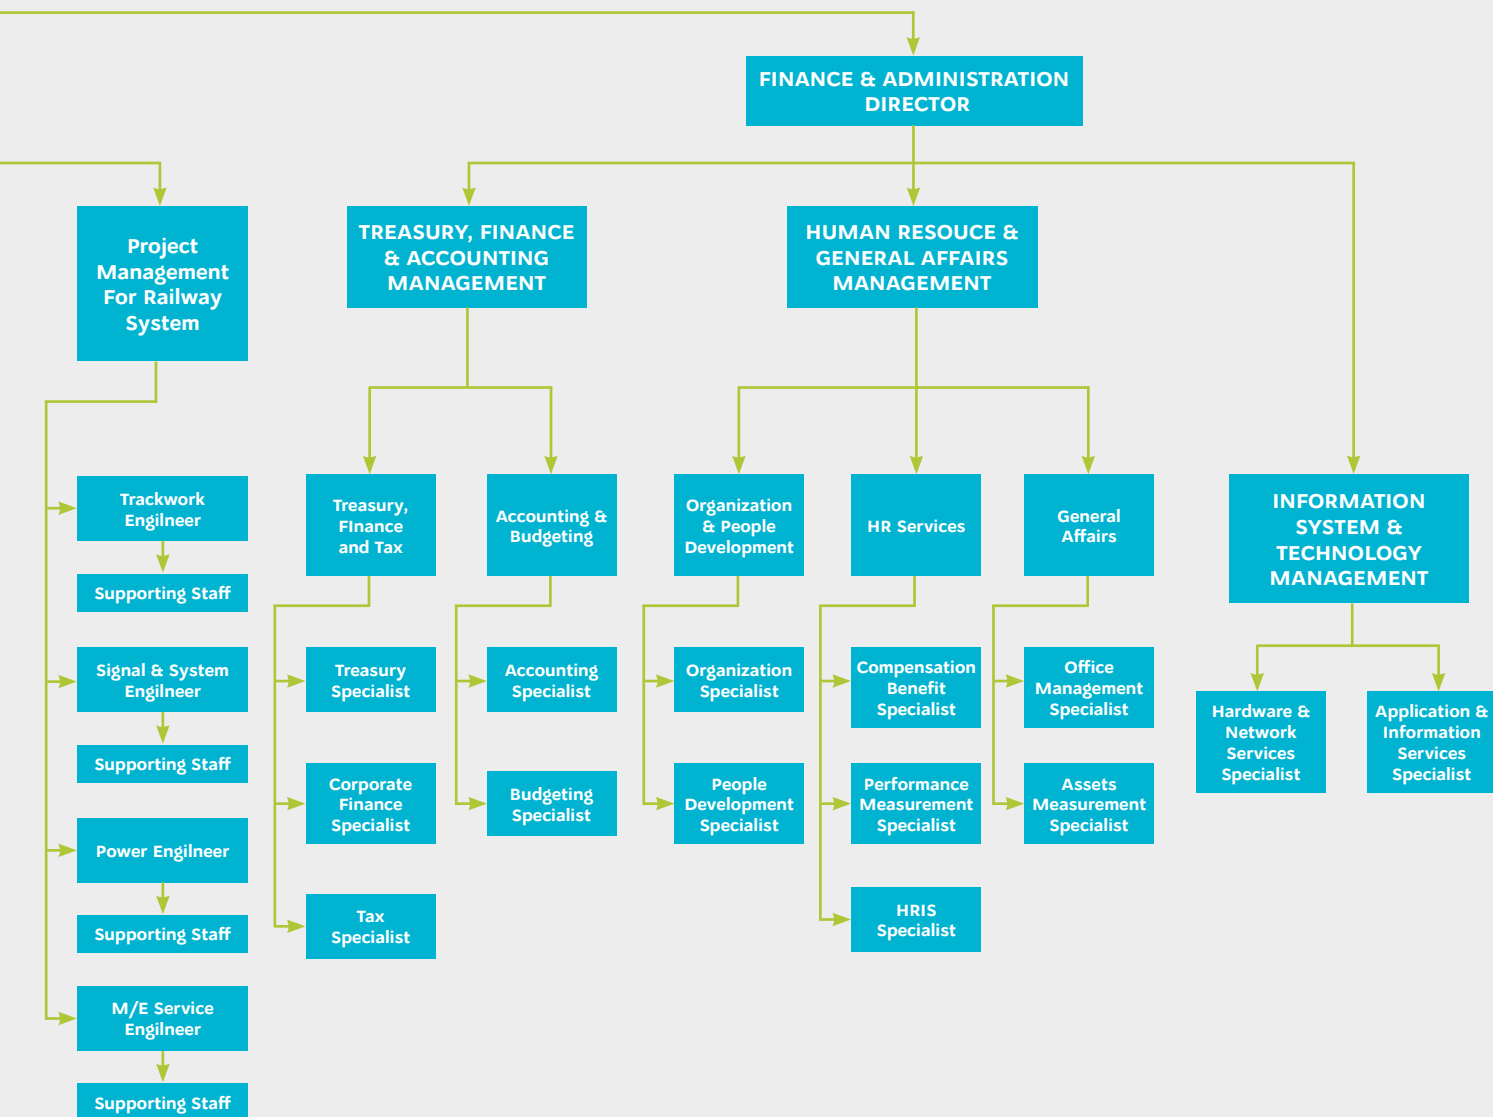 FINANCE & ADMINISTRATION
DIRECTOR
Project
Management
For Railway
System
TREASURY, FINANCE
& ACCOUNTING
MANAGEMENT
HUMAN RESOUCE &
GENERAL AFFAIRS
MANAGEMENT
Trackwork
Engilneer
Supporting Staff
Signal & System
Engilneer
Supporting Staff
Power Engilneer
Supporting Staff
M/E Service
Engilneer
Supporting Staff
Treasury,
FInance
and Tax
Treasury
Specialist
Corporate
Finance
Specialist
Tax
Specialist
Accounting &
Budgeting
Accounting
Specialist
Budgeting
Specialist
Organization
& People
Development
Organization
Specialist
People
Development
Specialist
HR Services
Compensation
Benefit
Specialist
Performance
Measurement
Specialist
HRIS
Specialist
General
Affairs
Office
Management
Specialist
Assets
Measurement
Specialist
INFORMATION
SYSTEM &
TECHNOLOGY
MANAGEMENT
Hardware &
Network
Services
Specialist
Application &
Information
Services
Specialist